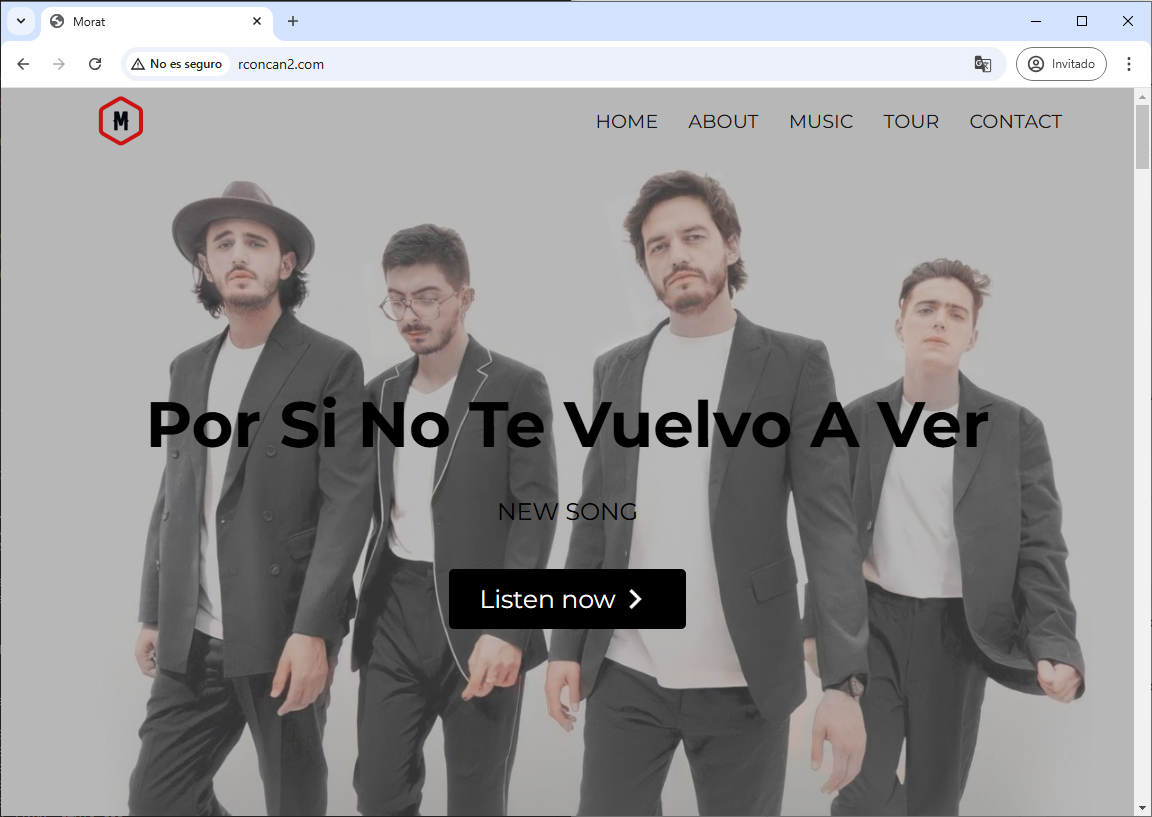 Morat
No es seguro rconcan2.com Invitado
M HOME ABOUT MUSIC TOUR CONTACT
Por Si No Te Vuelvo A Ver
NEW SONG
Listen now